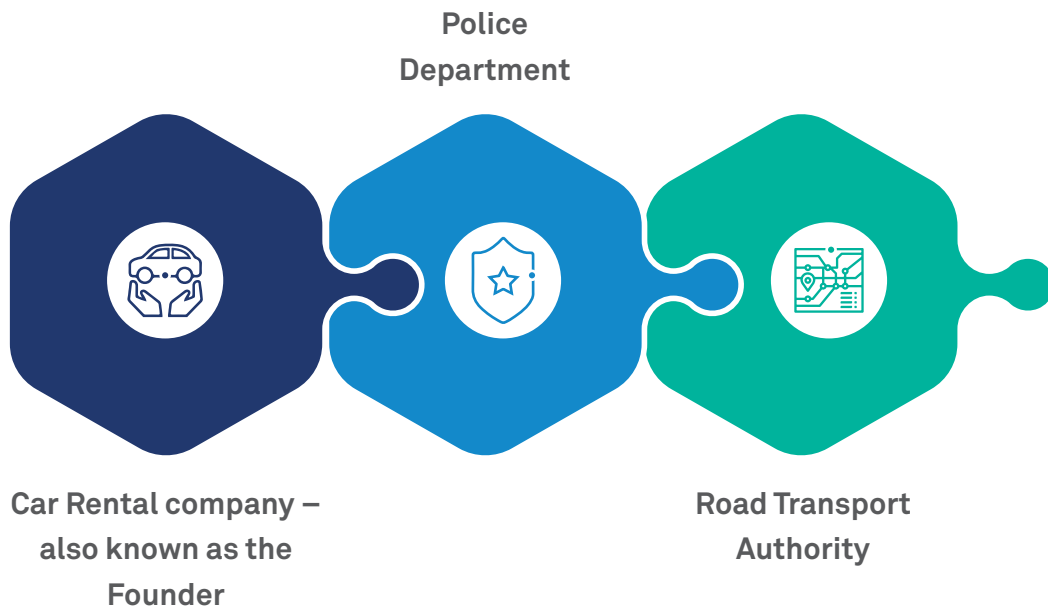 Police
Department
Car Rental company –
also known as the
Founder
Road Transport
Authority